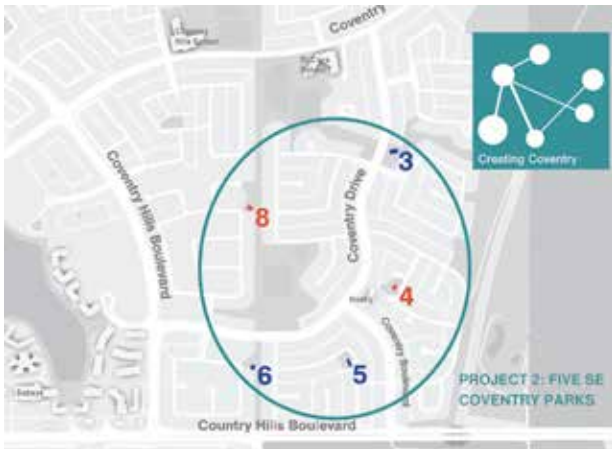 Coventry
Creating Coventry
3
Coventry Hills Boulevard
Coventry Drive
8
4
Coventry Boulevard
6
5
PROJECT 2: FIVE SE
COVENTRY PARKS
Country Hills Boulevard